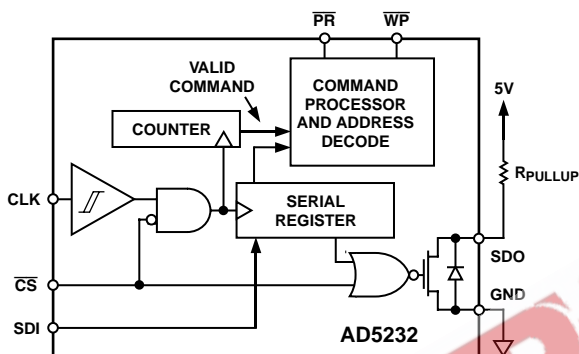 PR WP
VALID
COMMAND
COMMAND
PROCESSOR
AND ADDRESS
DECODE
5V
COUNTER
RPULLUP
CLK
SERIAL
REGISTER
SDO
CS
GND
SDI
AD5232